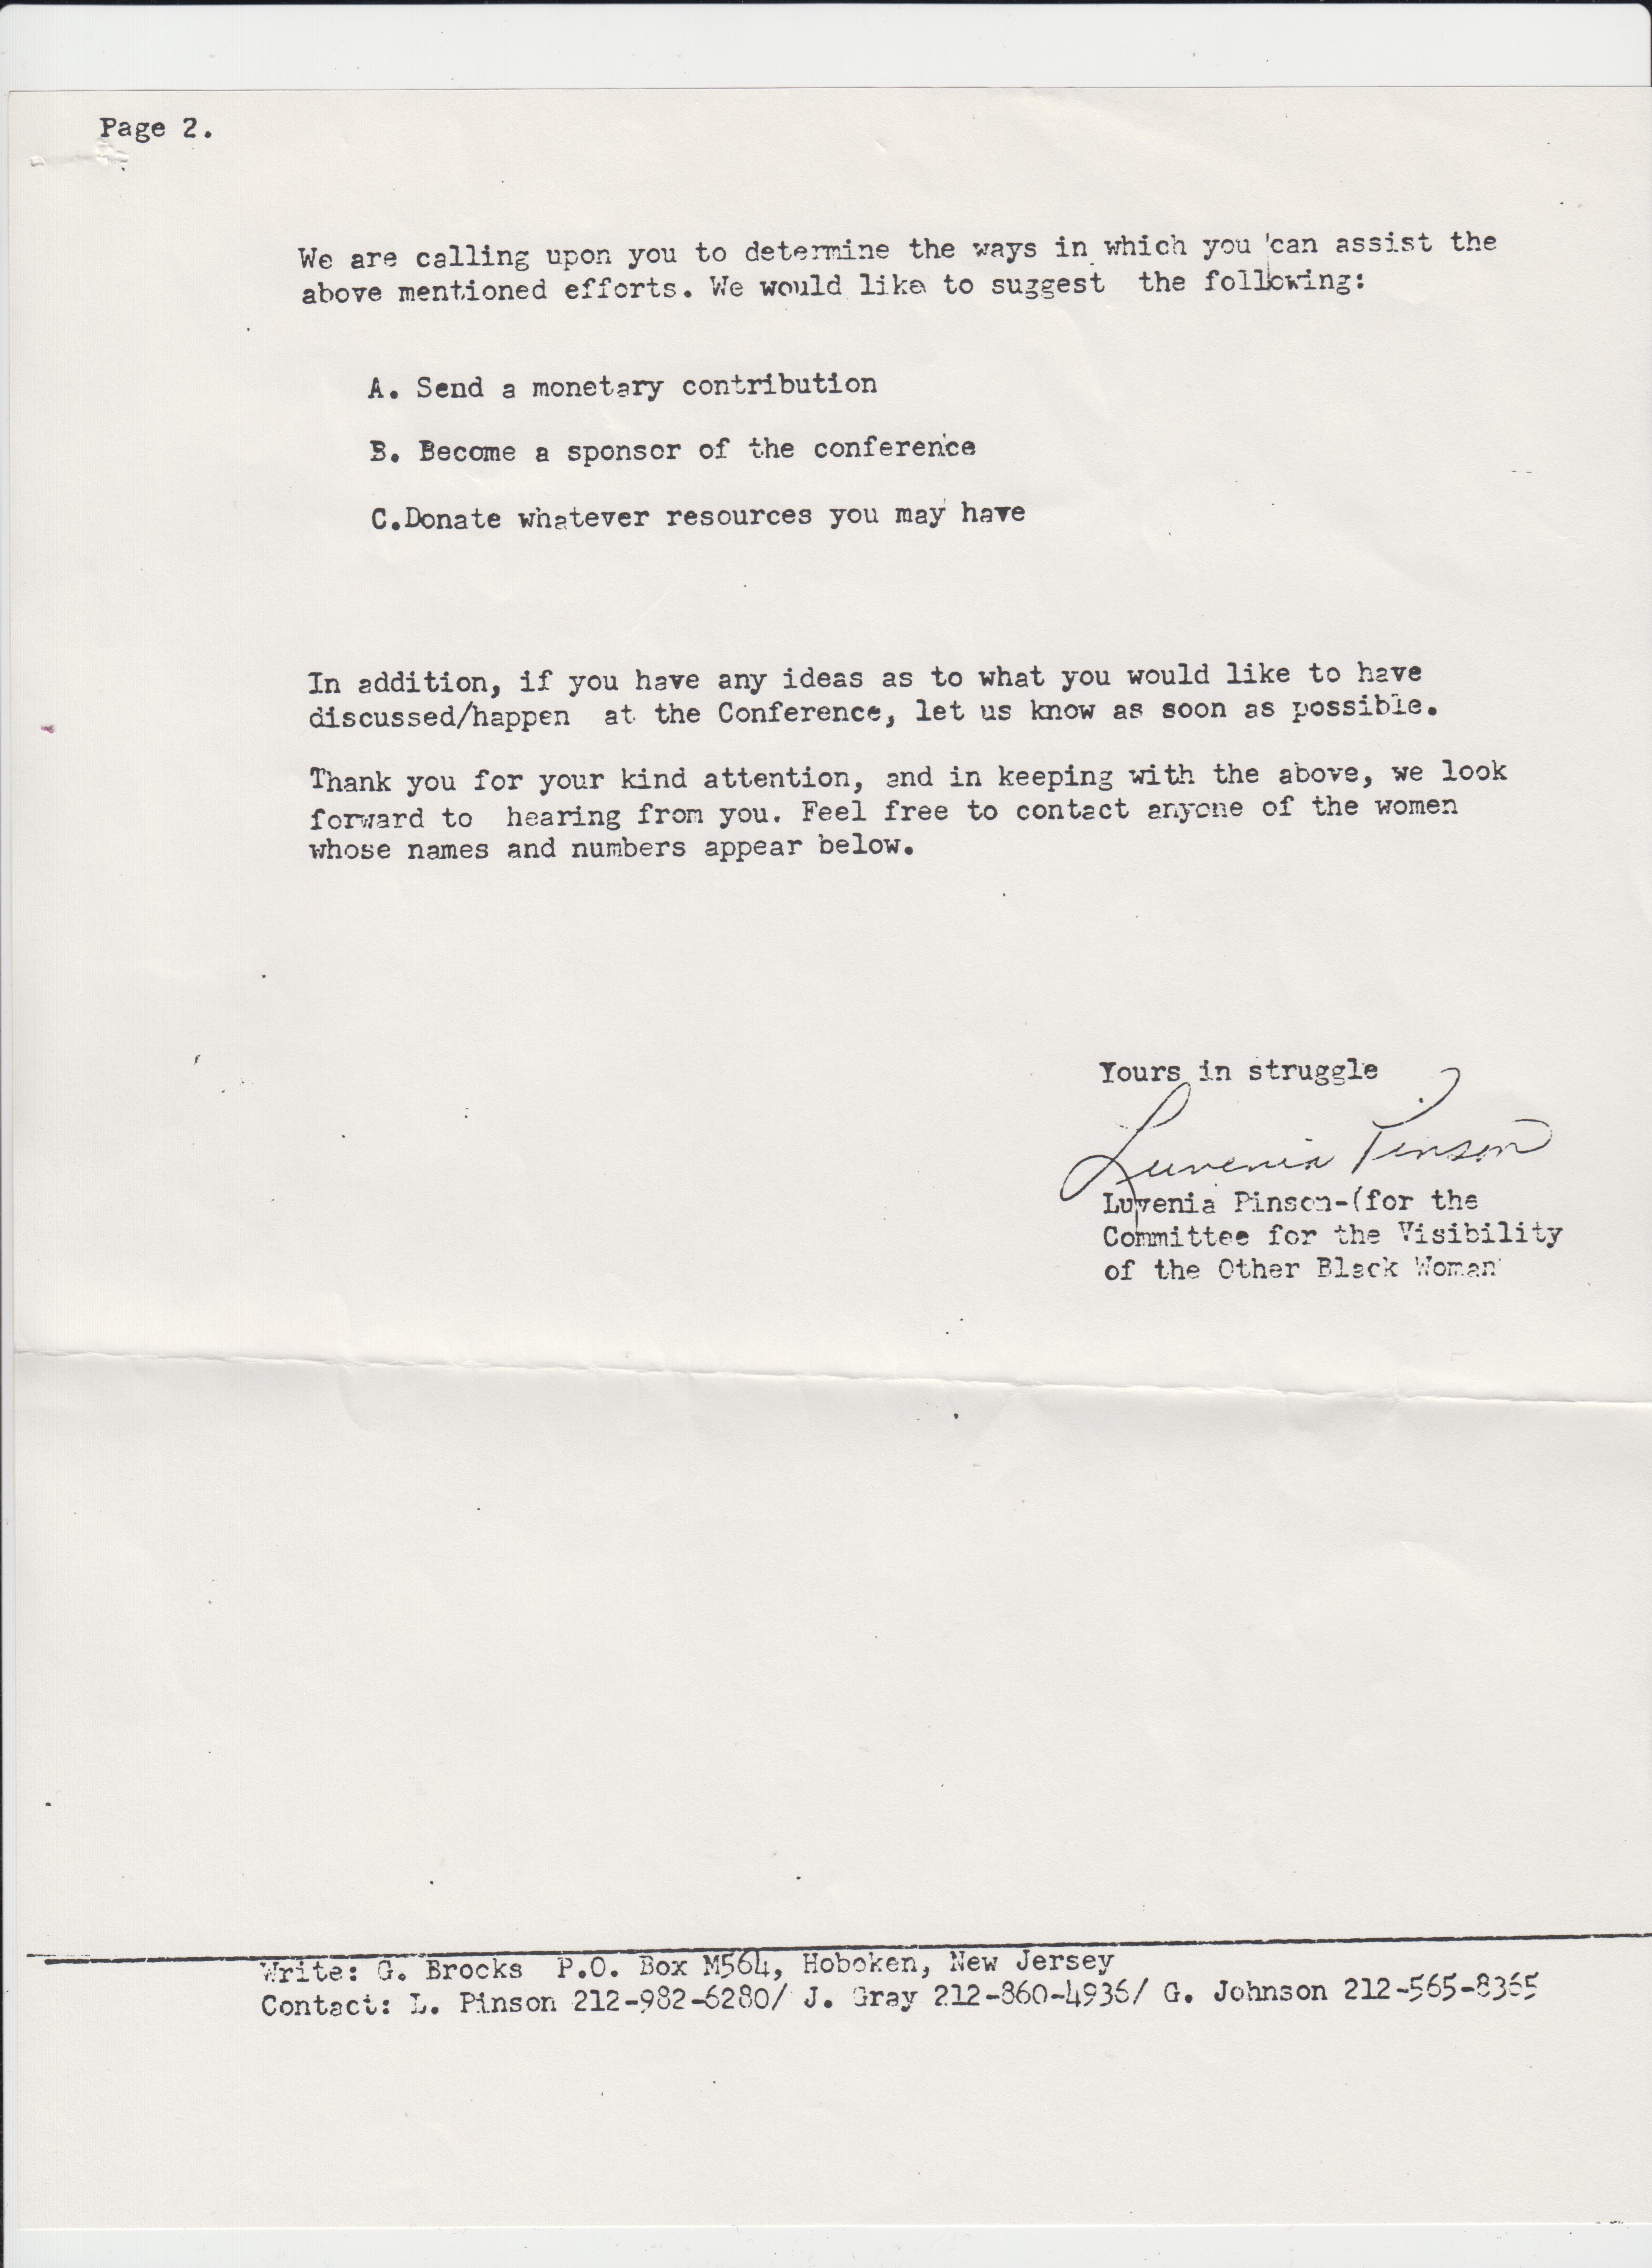 Page 2.
We are calling upon you to determine the ways in which you can assist the
above mentioned efforts. We would like to suggest the following:
A. Send a monetary contribution
B. Become a sponsor of the conference
C.Donate whatever resources you may have
In addition, if you have any ideas as to what you would like to have
discussed/happen at the Conference, let us know as soon as possible.
Thank you for your kind attention, and in keeping with the above, we look
forward to hearing from you. Feel free to contact anyone of the women
whose names and numbers appear below.
Yours in struggle
Luvenia Pinson
Luvenia Pinson-(for the
Committee for the Visibility
of the Other Black Woman
Write: G. Brooks P.O. Box M564, Hoboken, New Jersey
Contact: L. Pinson 212-982-6280/ J. Gray 212-860-4936/ G. Johnson 212-565-8365